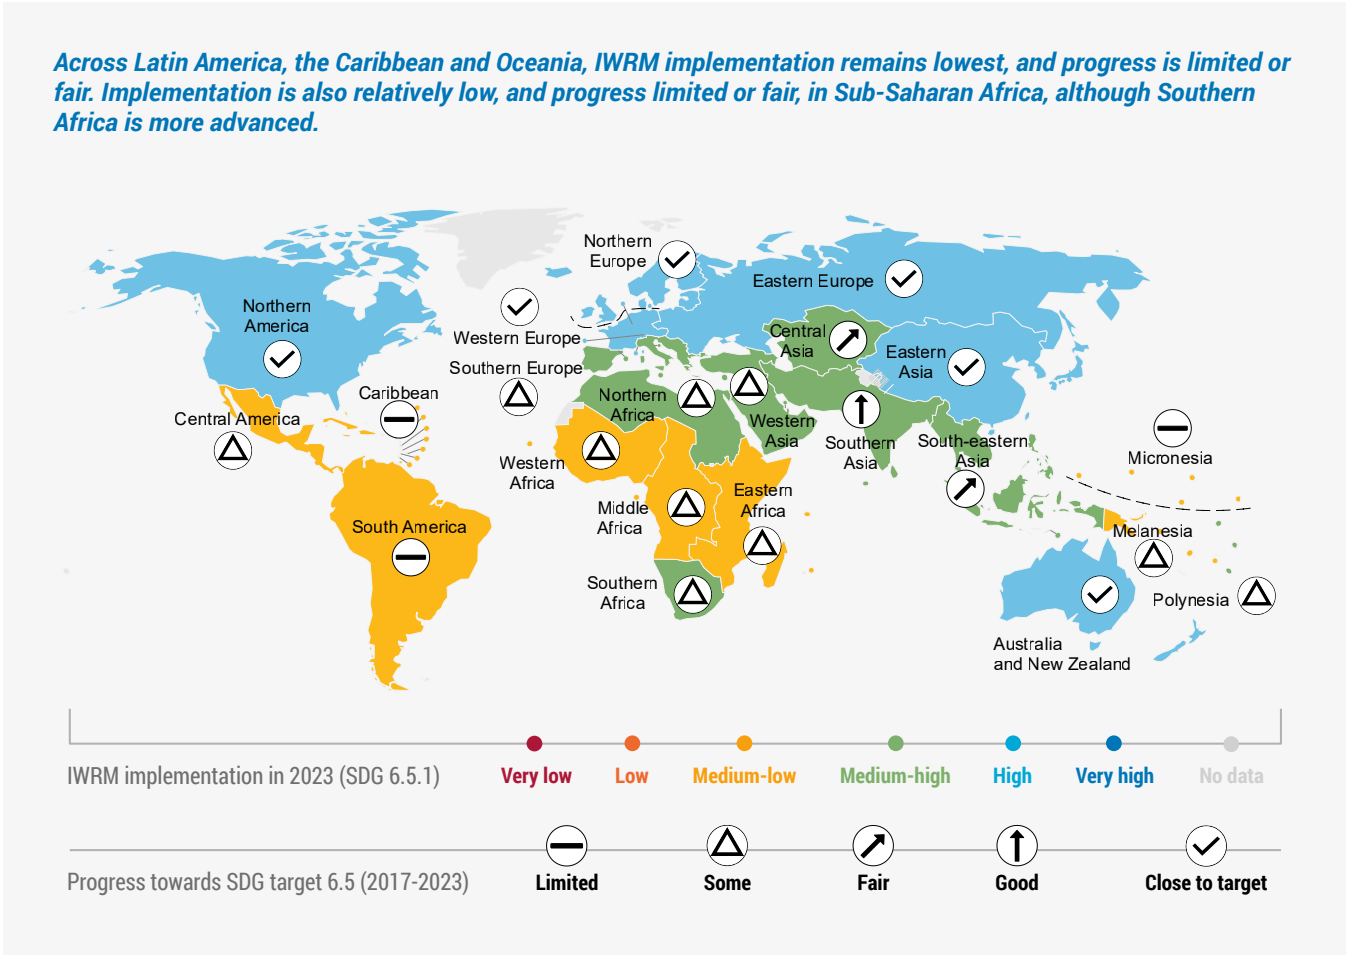 Across Latin America, the Caribbean and Oceania, IWRM implementation remains lowest, and progress is limited or
fair. Implementation is also relatively low, and progress limited or fair, in Sub-Saharan Africa, although Southern
Africa is more advanced.
Northern
Europe
Eastern Europe
Northern
America
Western Europe
Central
Asia
Eastern
Asia
Southern Europe
Caribbean
Central America
Northern
Africa
Western
Asia
Southern
Asia
South-eastern
Asia
Micronesia
Western
Africa
Middle
Africa
Eastern
Africa
South America
Melanesia
Southern
Africa
Polynesia
Australia
and New Zealand
IWRM implementation in 2023 (SDG 6.5.1)
Very low
Low
Medium-low
Medium-high
High
Very high
No data
Progress towards SDG target 6.5 (2017-2023)
Limited
Some
Fair
Good
Close to target